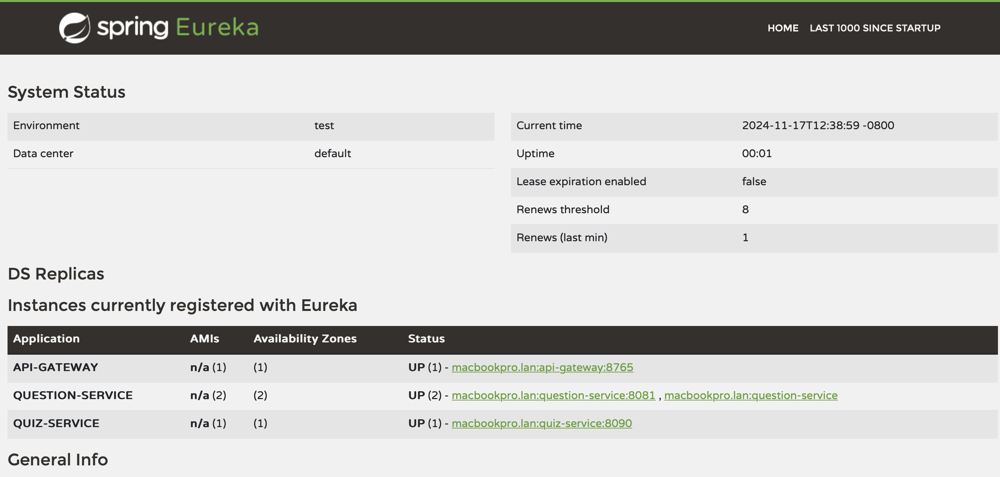 spring Eureka
HOME LAST 1000 SINCE STARTUP
System Status
Environment test
Data center default
Current time 2024-11-17T12:38:59 -0800
Uptime 00:01
Lease expiration enabled false
Renews threshold 8
Renews (last min) 1
DS Replicas
Instances currently registered with Eureka
Application AMIs Availability Zones Status
API-GATEWAY n/a (1) (1) UP (1) - macbookpro.lan:api-gateway:8765
QUESTION-SERVICE n/a (2) (2) UP (2) - macbookpro.lan:question-service:8081 , macbookpro.lan:question-service
QUIZ-SERVICE n/a (1) (1) UP (1) - macbookpro.lan:quiz-service:8090
General Info